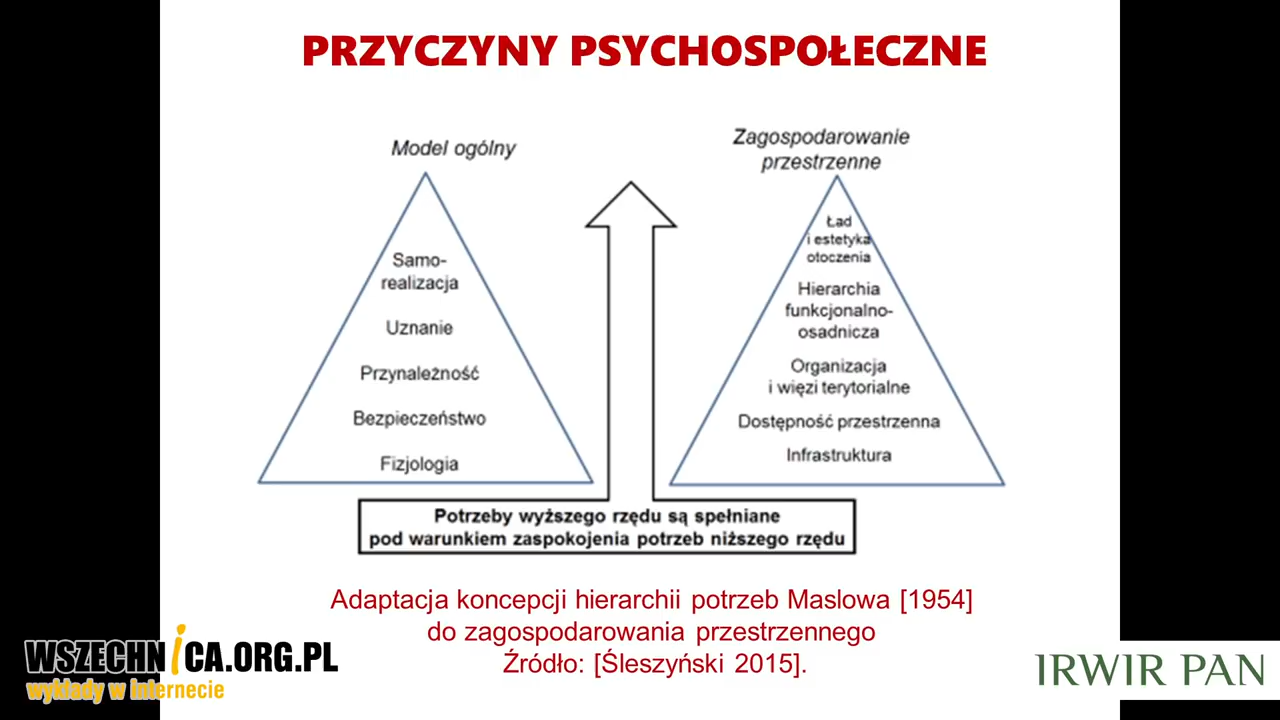 PRZYCZYNY PSYCHOSPOŁECZNE
Model ogólny
Samo-
realizacja
Uznanie
Przynależność
Bezpieczeństwo
Fizjologia
Zagospodarowanie
przestrzenne
Ład
i estetyka
otoczenia
Hierarchia
funkcjonalno-
osadnicza
Organizacja
i więzi terytorialne
Dostępność przestrzenna
Infrastruktura
Potrzeby wyższego rzędu są spełniane
pod warunkiem zaspokojenia potrzeb niższego rzędu
Adaptacja koncepcji hierarchii potrzeb Maslowa [1954]
do zagospodarowania przestrzennego
Źródło: [Śleszyński 2015].
WSZECHNiCA.ORG.PL
wykłady w internecie
IRWIR PAN